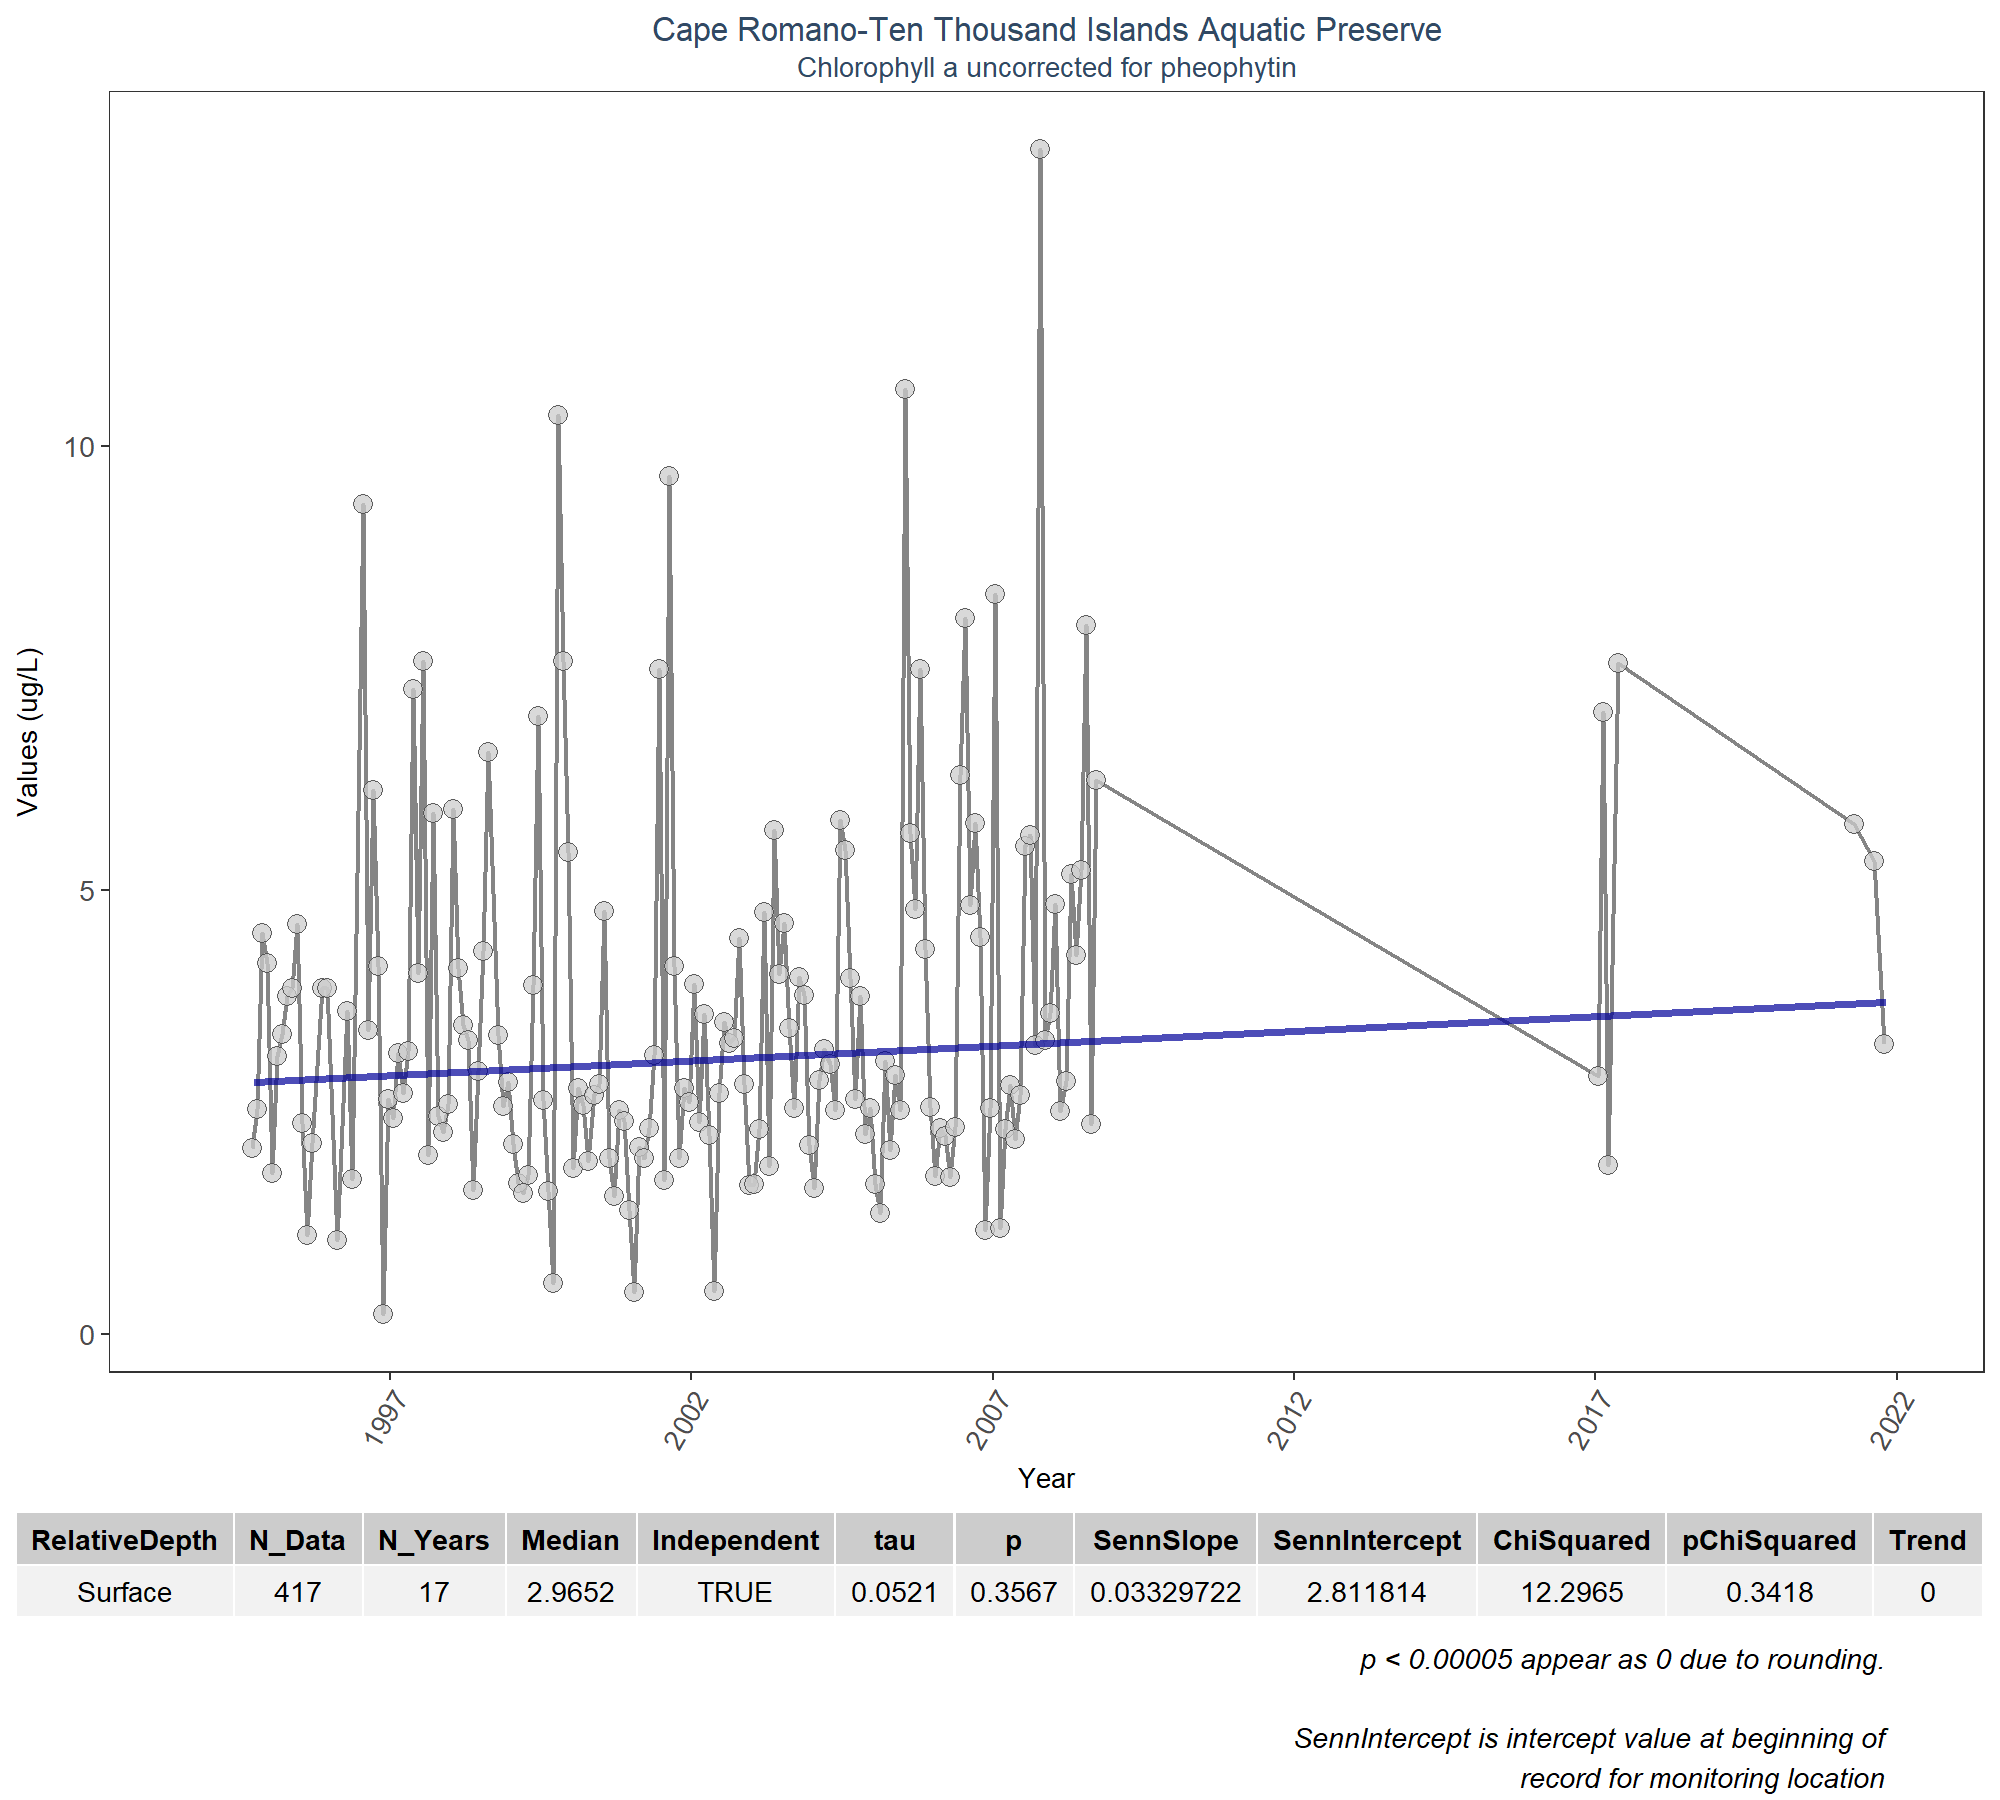 Cape Romano-Ten Thousand Islands Aquatic Preserve
Chlorophyll a uncorrected for pheophytin
Values (ug/L)
10
5
0
1997 2002 2007 2012 2017 2022
Year
RelativeDepth N_Data N_Years Median Independent tau p SennSlope SennIntercept ChiSquared pChiSquared Trend
Surface 417 17 2.9652 TRUE 0.0521 0.3567 0.03329722 2.811814 12.2965 0.3418 0
p < 0.00005 appear as 0 due to rounding.
SennIntercept is intercept value at beginning of
record for monitoring location